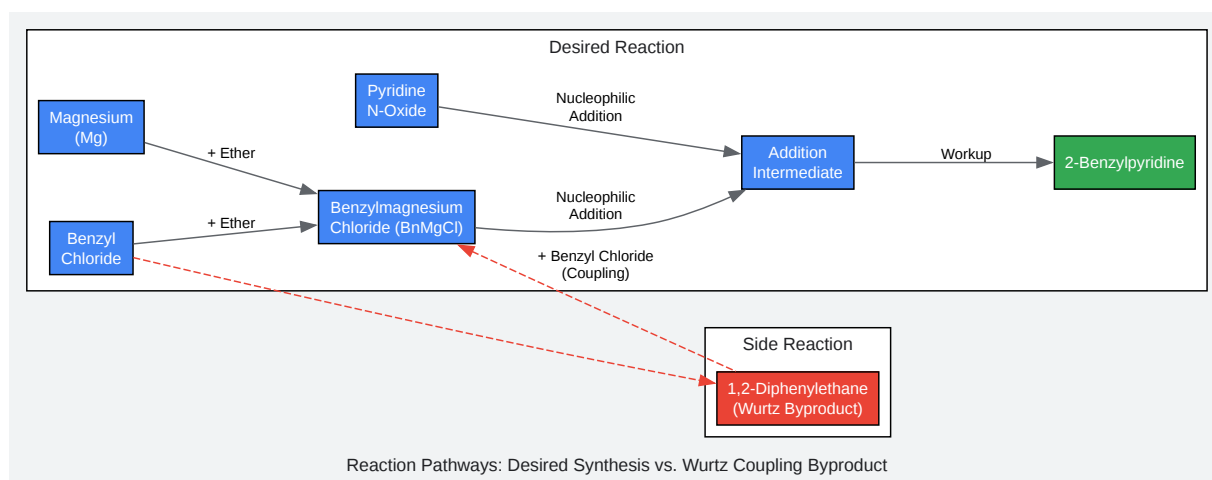 Desired Reaction
Magnesium
(Mg)
+ Ether
Benzyl
Chloride
+ Ether
Pyridine
N-Oxide
Benzylmagnesium
Chloride (BnMgCl)
Nucleophilic
Addition
Nucleophilic
Addition
+ Benzyl Chloride
(Coupling)
Addition
Intermediate
Workup
2-Benzylpyridine
Side Reaction
1,2-Diphenylethane
(Wurtz Byproduct)
Reaction Pathways: Desired Synthesis vs. Wurtz Coupling Byproduct